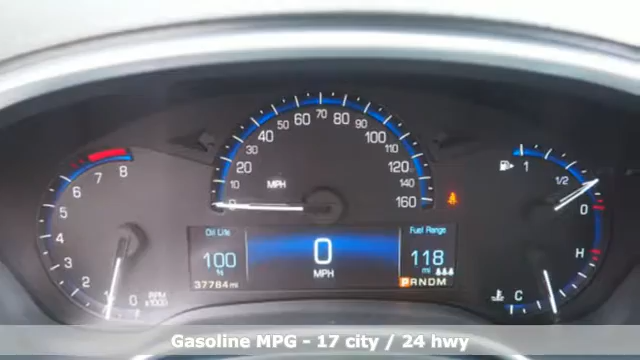 60 70 80
50 90
40 100
30 110
20 120
10 140
0 160
MPH
8
7
6
5
4
3
2
1
0
RPM
x1000
1
1/2
0
H
C
Oil Life
100
%
37784 mi
0
MPH
Fuel Range
118
mi
PRNDM
Gasoline MPG - 17 city / 24 hwy